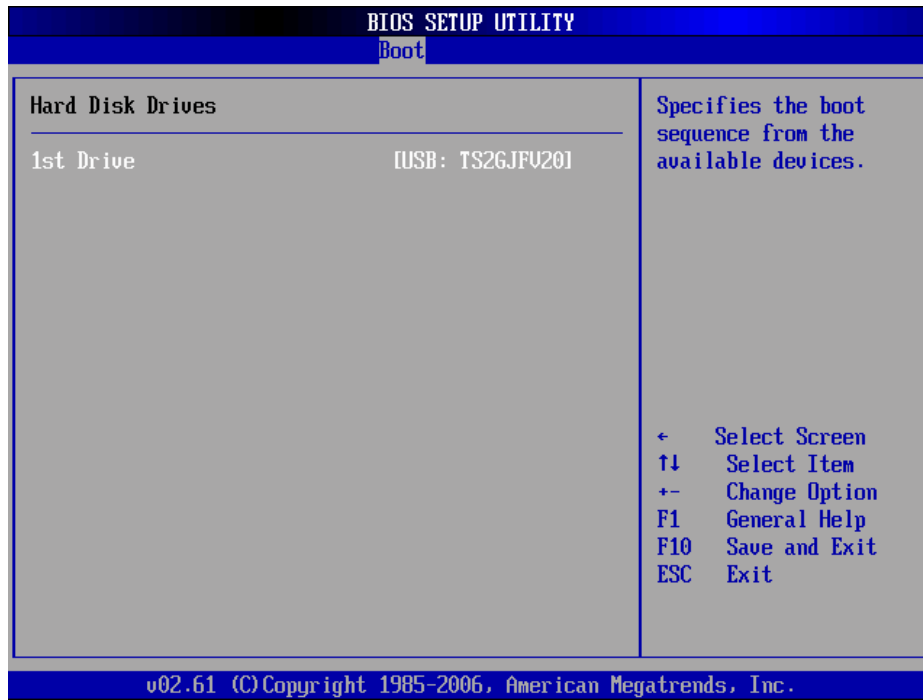 BIOS SETUP UTILITY
Boot
Hard Disk Drives
1st Drive [USB: TS2GJFV20]
Specifies the boot
sequence from the
available devices.
← Select Screen
↑↓ Select Item
+- Change Option
F1 General Help
F10 Save and Exit
ESC Exit
v02.61 (C)Copyright 1985-2006, American Megatrends, Inc.